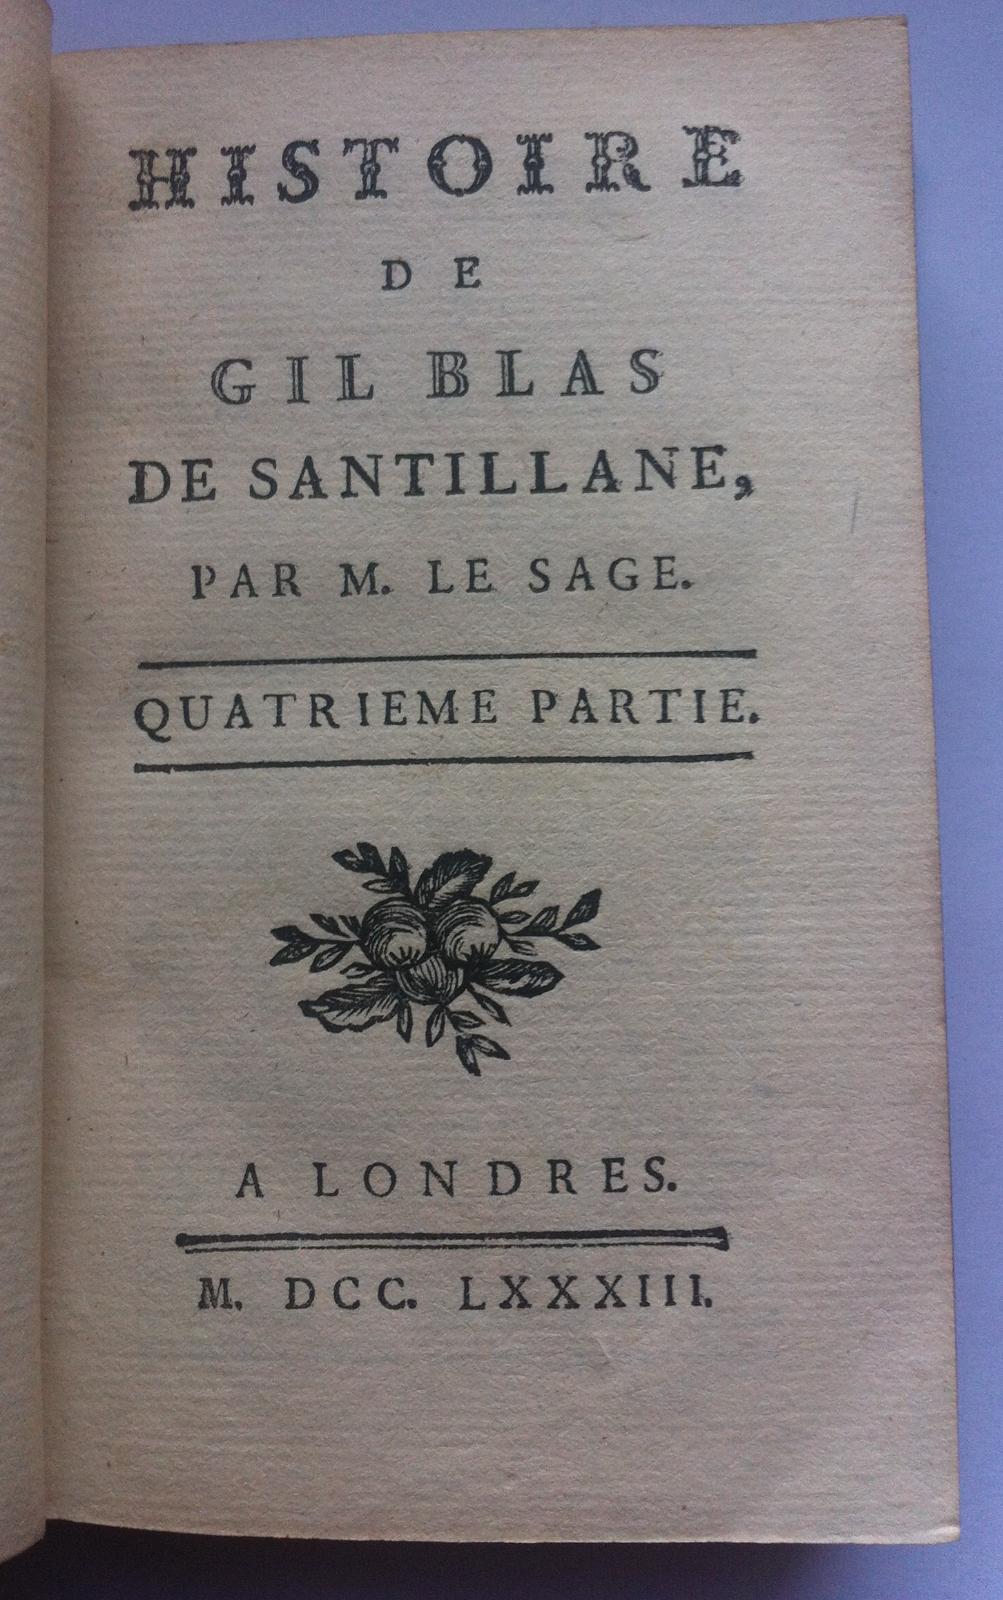 HISTOIRE
DE
GIL BLAS
DE SANTILLANE,
PAR M. LE SAGE.
QUATRIEME PARTIE.
A LONDRES.
M. DCC. LXXXIII.